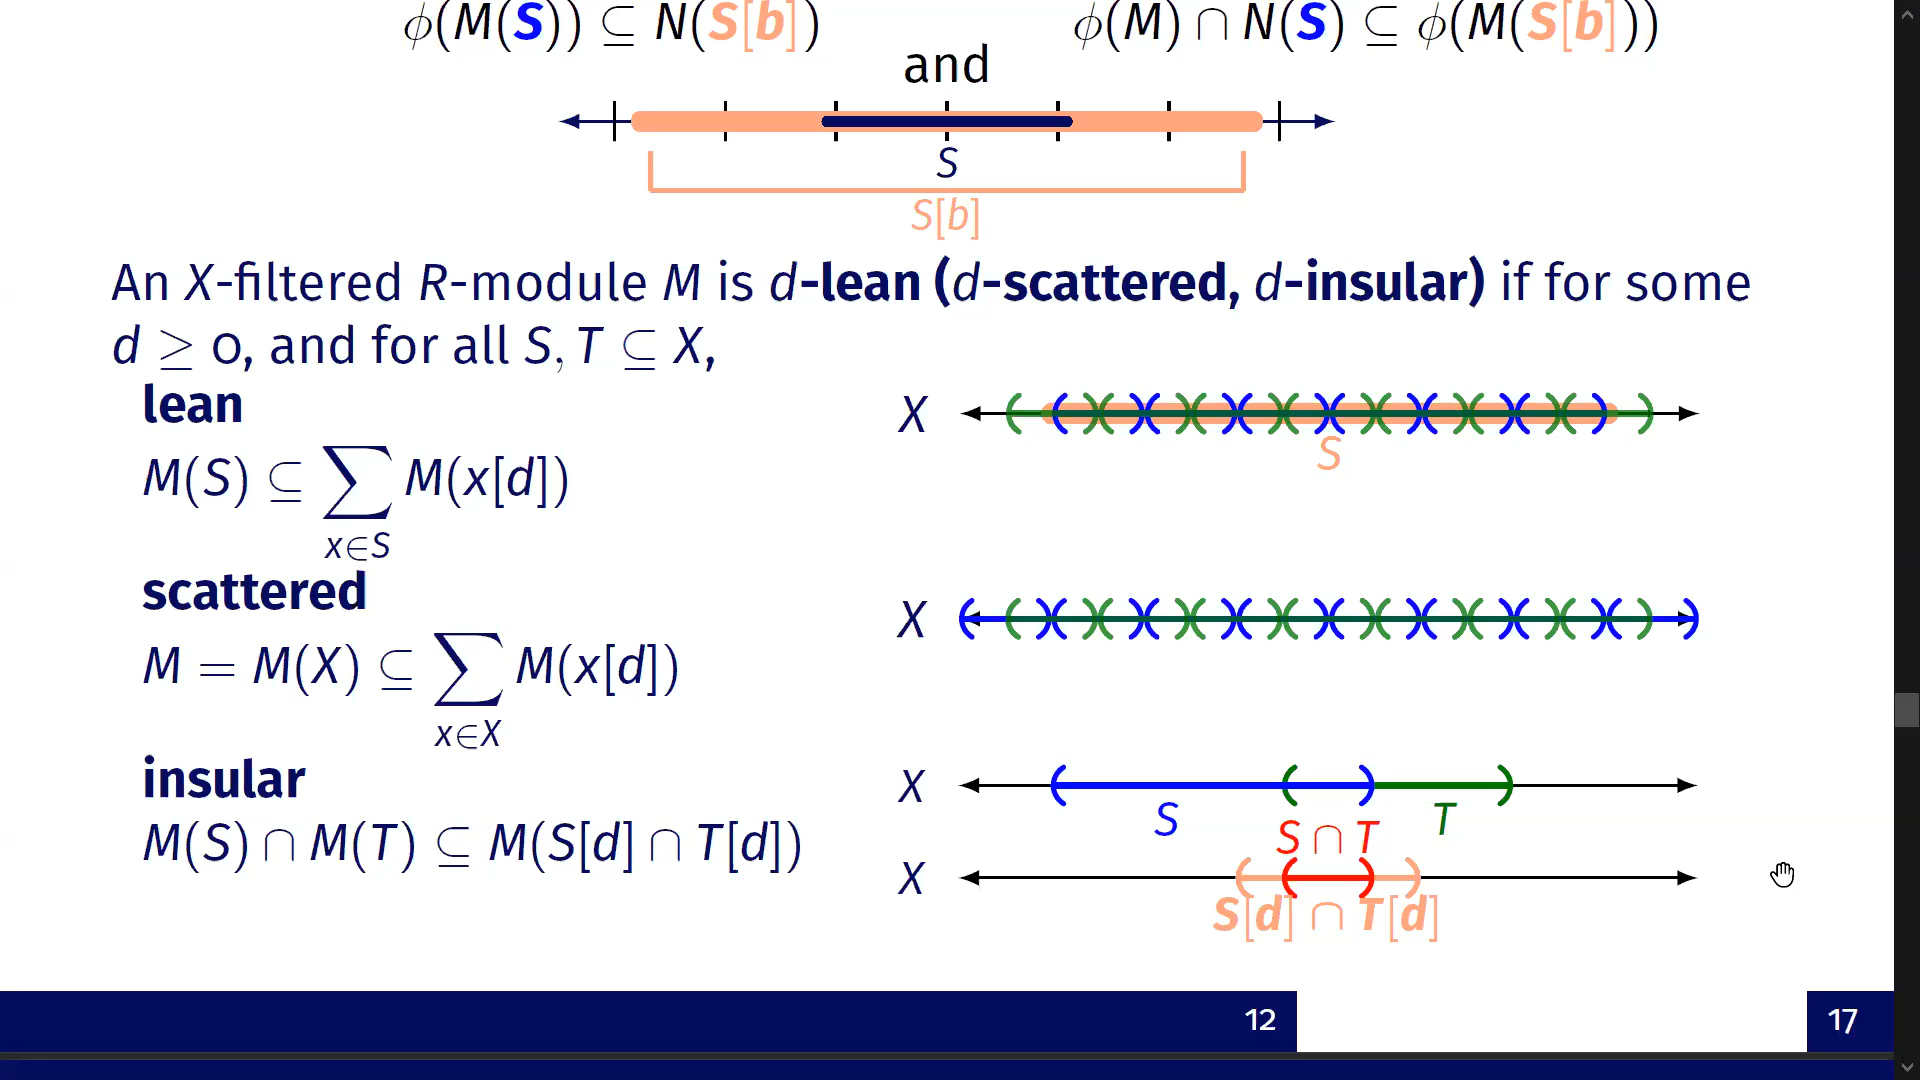 ϕ(M(S)) ⊆ N(S[b]) ϕ(M) ∩ N(S) ⊆ ϕ(M(S[b]))
and
S
S[b]
An X-filtered R-module M is d-lean (d-scattered, d-insular) if for some
d ≥ 0, and for all S, T ⊆ X,
lean
X
S
M(S) ⊆ ∑ M(x[d])
x∈S
scattered
X
M = M(X) ⊆ ∑ M(x[d])
x∈X
insular
X
S
T
S ∩ T
M(S) ∩ M(T) ⊆ M(S[d] ∩ T[d])
X
S[d] ∩ T[d]
12
17